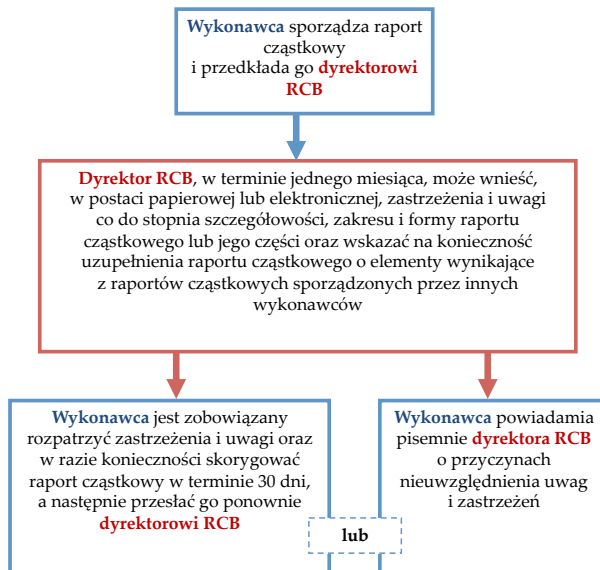 Wykonawca sporządza raport
cząstkowy
i przedkłada go dyrektorowi
RCB
Dyrektor RCB, w terminie jednego miesiąca, może wnieść,
w postaci papierowej lub elektronicznej, zastrzeżenia i uwagi
co do stopnia szczegółowości, zakresu i formy raportu
cząstkowego lub jego części oraz wskazać na konieczność
uzupełnienia raportu cząstkowego o elementy wynikające
z raportów cząstkowych sporządzonych przez innych
wykonawców
Wykonawca jest zobowiązany
rozpatrzyć zastrzeżenia i uwagi oraz
w razie konieczności skorygować
raport cząstkowy w terminie 30 dni,
a następnie przesłać go ponownie
dyrektorowi RCB
lub
Wykonawca powiadamia
pisemnie dyrektora RCB
o przyczynach
nieuwzględnienia uwag
i zastrzeżeń